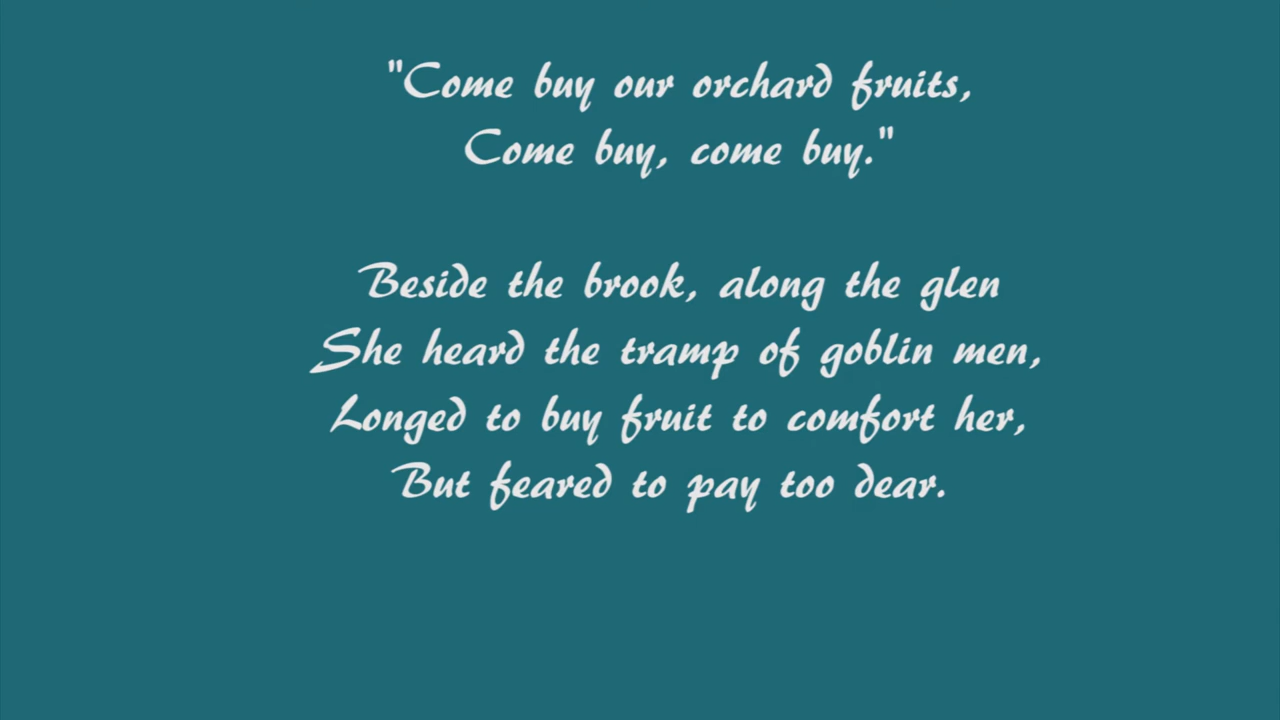 "Come buy our orchard fruits,
Come buy, come buy."
Beside the brook, along the glen
She heard the tramp of goblin men,
Longed to buy fruit to comfort her,
But feared to pay too dear.